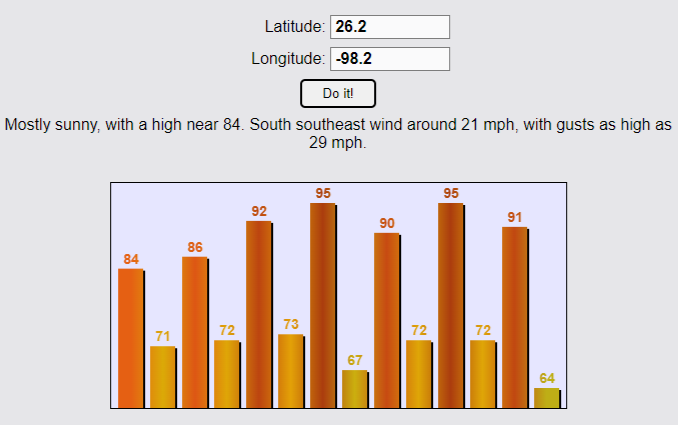 Latitude: 26.2
Longitude: -98.2
Do it!
Mostly sunny, with a high near 84. South southeast wind around 21 mph, with gusts as high as
29 mph.
84 71 86 72 92 73 95 67 90 72 95 72 91 64